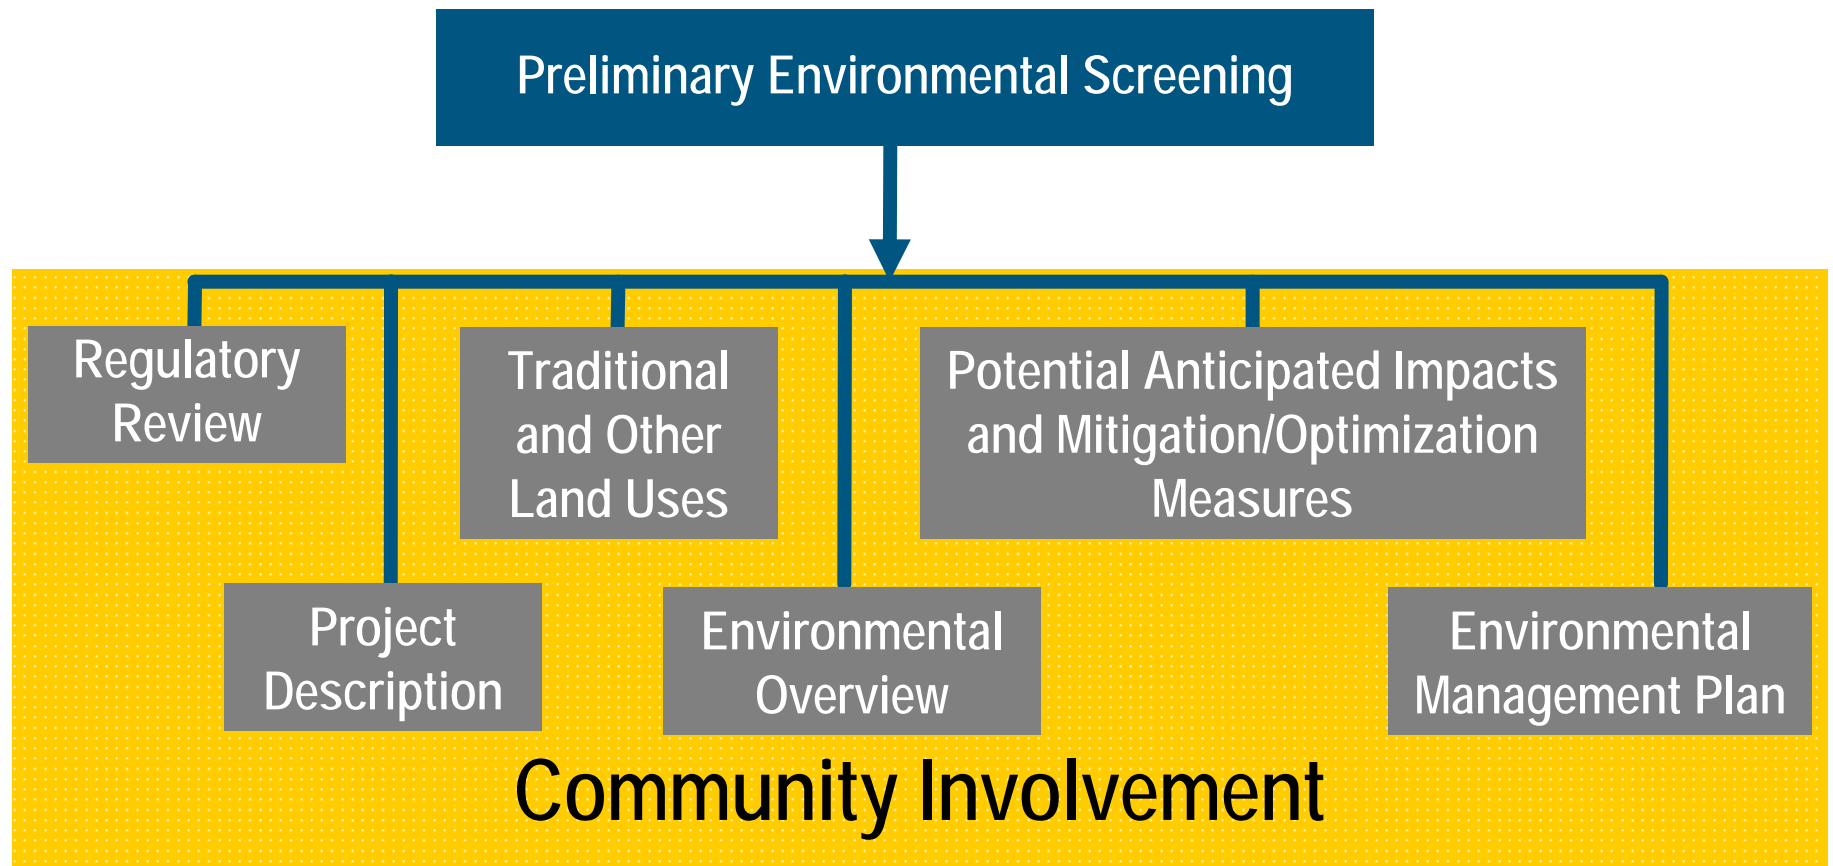 Preliminary Environmental Screening
Regulatory
Review
Traditional
and Other
Land Uses
Potential Anticipated Impacts
and Mitigation/Optimization
Measures
Project
Description
Environmental
Overview
Environmental
Management Plan
Community Involvement